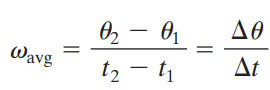 ω_avg = (θ₂ − θ₁) / (t₂ − t₁) = Δθ / Δt